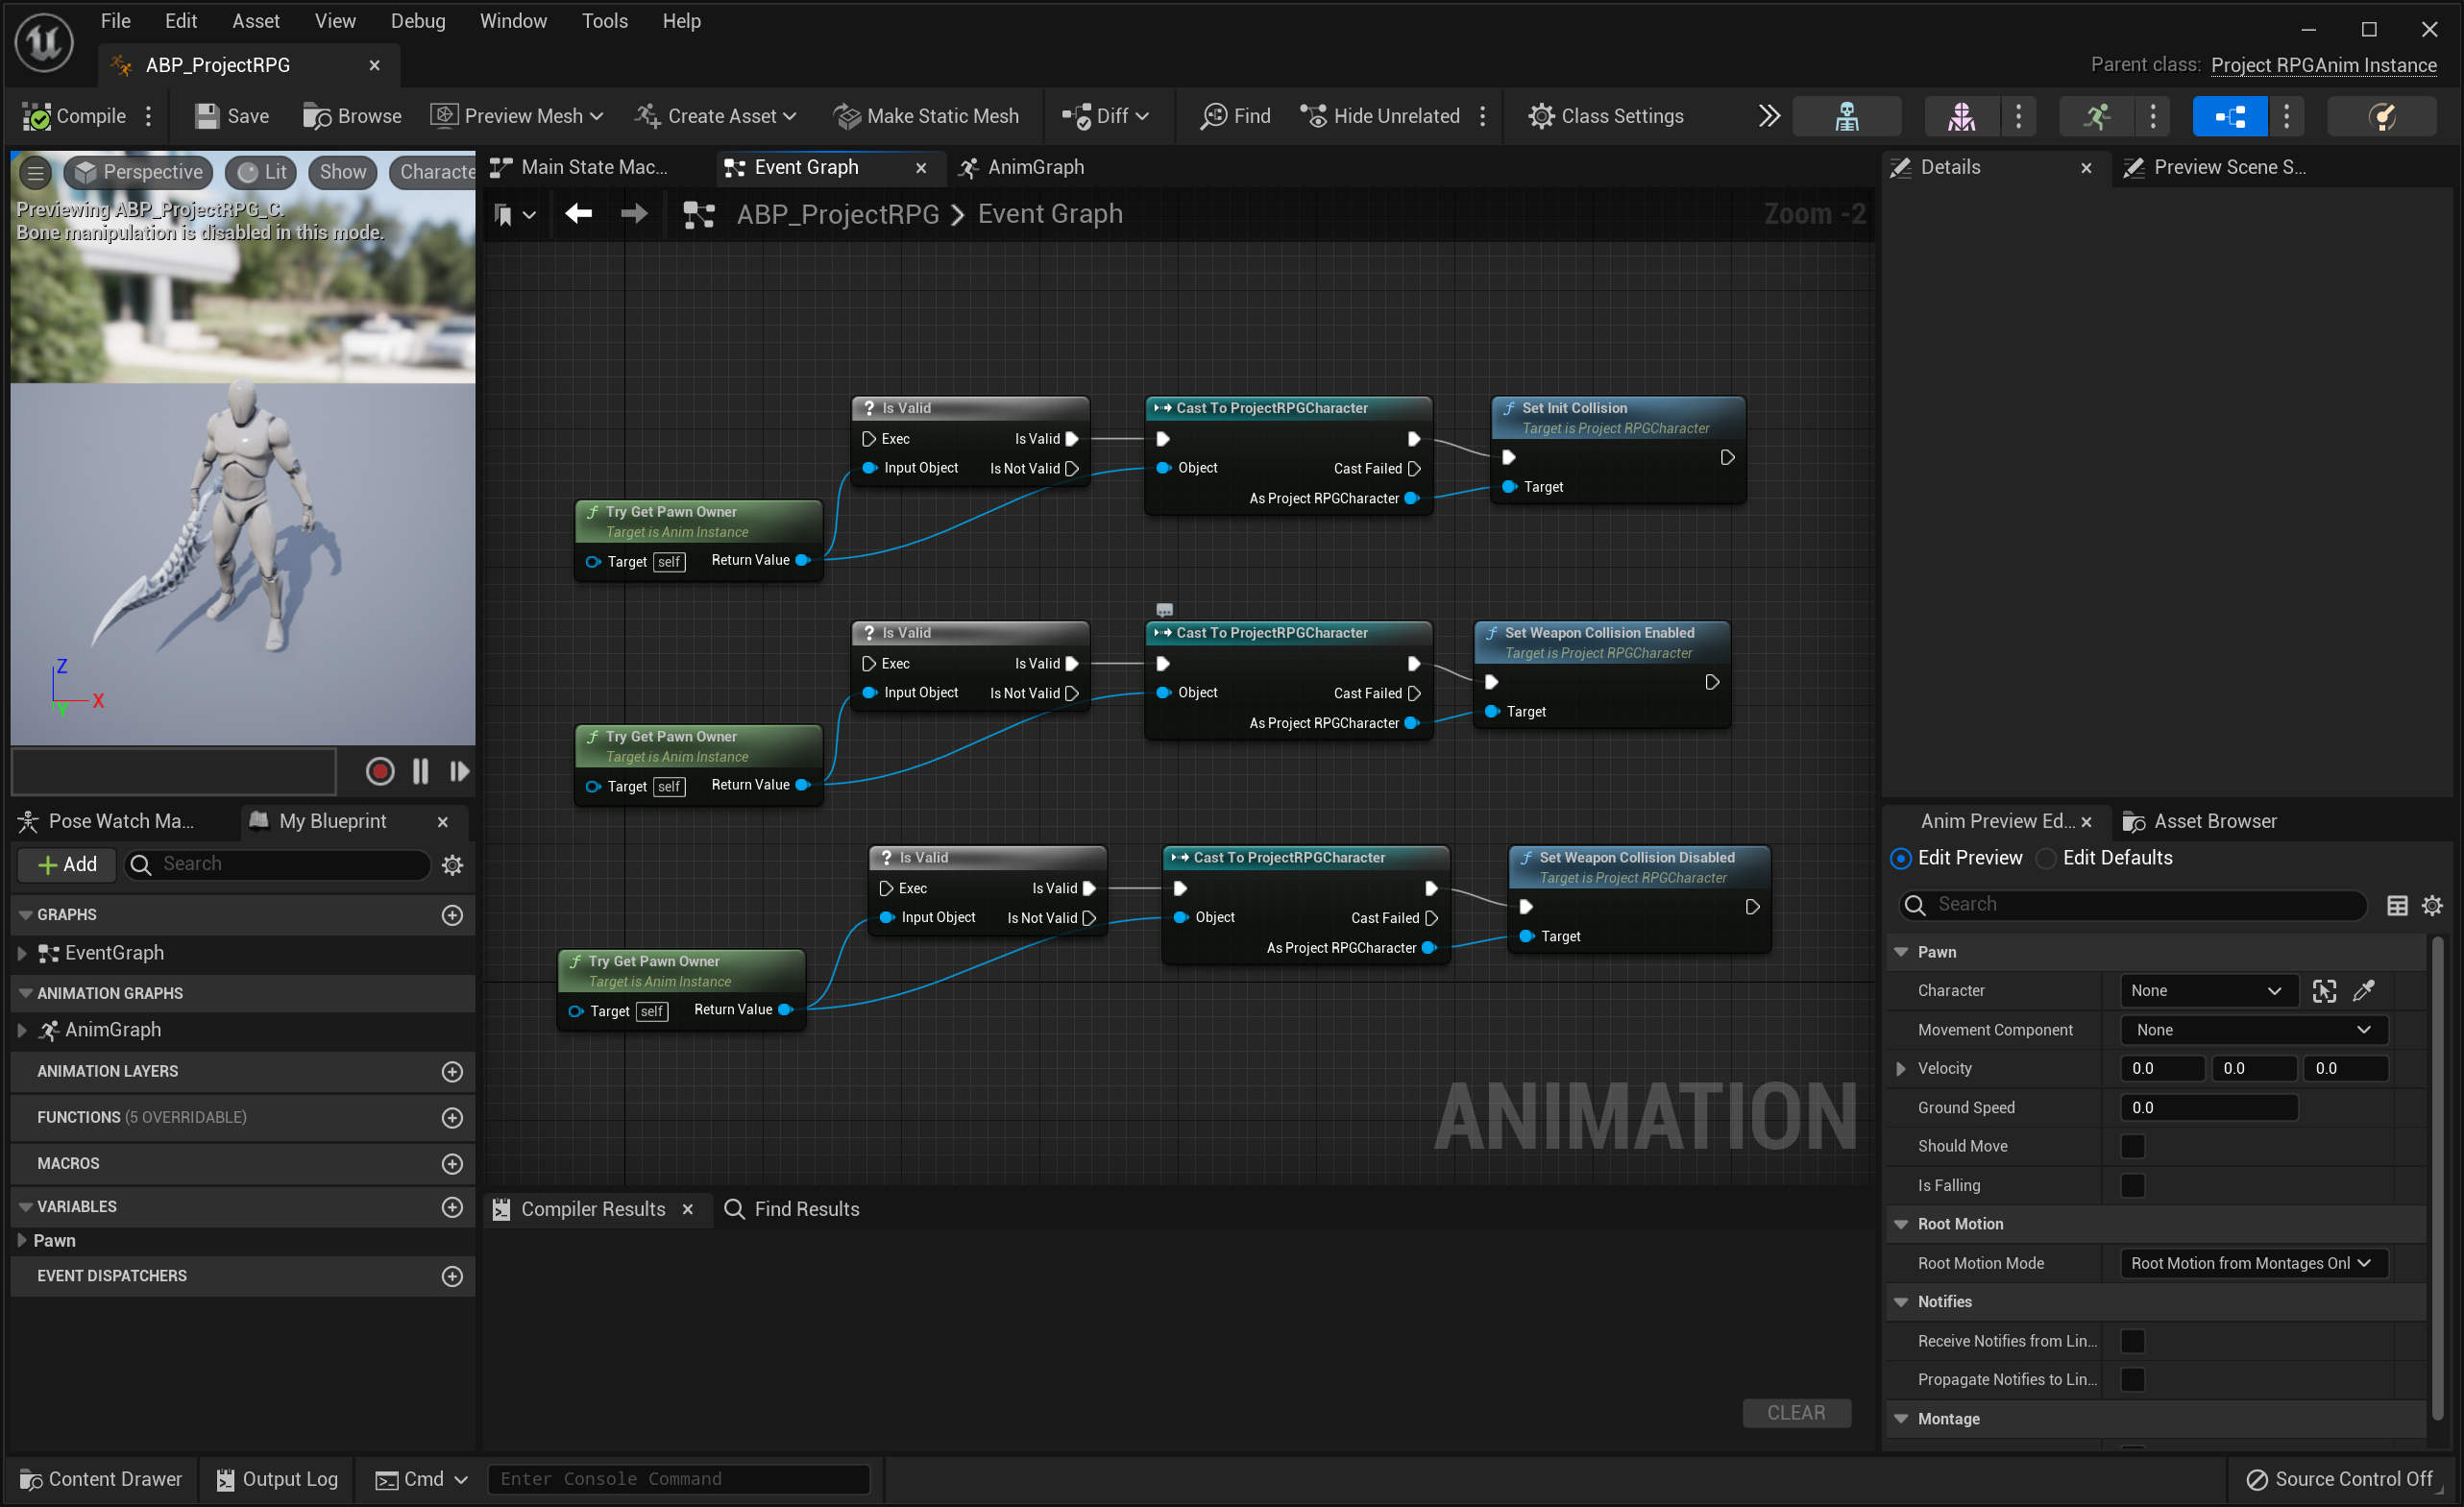 File Edit Asset View Debug Window Tools Help
ABP_ProjectRPG
Parent class: Project RPGAnim Instance
Compile Save Browse Preview Mesh Create Asset Make Static Mesh Diff Find Hide Unrelated Class Settings
Perspective Lit Show Characte
Previewing ABP_ProjectRPG_C.
Bone manipulation is disabled in this mode.
Z
X
Y
Main State Mac... Event Graph AnimGraph
ABP_ProjectRPG > Event Graph
Zoom -2
Is Valid
Exec Is Valid
Input Object Is Not Valid
Cast To ProjectRPGCharacter
Object Cast Failed
As Project RPGCharacter
Set Init Collision
Target is Project RPGCharacter
Target
Try Get Pawn Owner
Target is Anim Instance
Target self Return Value
Is Valid
Exec Is Valid
Input Object Is Not Valid
Cast To ProjectRPGCharacter
Object Cast Failed
As Project RPGCharacter
Set Weapon Collision Enabled
Target is Project RPGCharacter
Target
Try Get Pawn Owner
Target is Anim Instance
Target self Return Value
Is Valid
Exec Is Valid
Input Object Is Not Valid
Cast To ProjectRPGCharacter
Object Cast Failed
As Project RPGCharacter
Set Weapon Collision Disabled
Target is Project RPGCharacter
Target
Try Get Pawn Owner
Target is Anim Instance
Target self Return Value
ANIMATION
Pose Watch Ma... My Blueprint
Add Search
GRAPHS
EventGraph
ANIMATION GRAPHS
AnimGraph
ANIMATION LAYERS
FUNCTIONS (5 OVERRIDABLE)
MACROS
VARIABLES
Pawn
EVENT DISPATCHERS
Compiler Results Find Results
CLEAR
Details Preview Scene S...
Anim Preview Ed... Asset Browser
Edit Preview Edit Defaults
Search
Pawn
Character None
Movement Component None
Velocity 0.0 0.0 0.0
Ground Speed 0.0
Should Move
Is Falling
Root Motion
Root Motion Mode Root Motion from Montages Onl
Notifies
Receive Notifies from Lin...
Propagate Notifies to Lin...
Montage
Content Drawer Output Log Cmd Enter Console Command Source Control Off